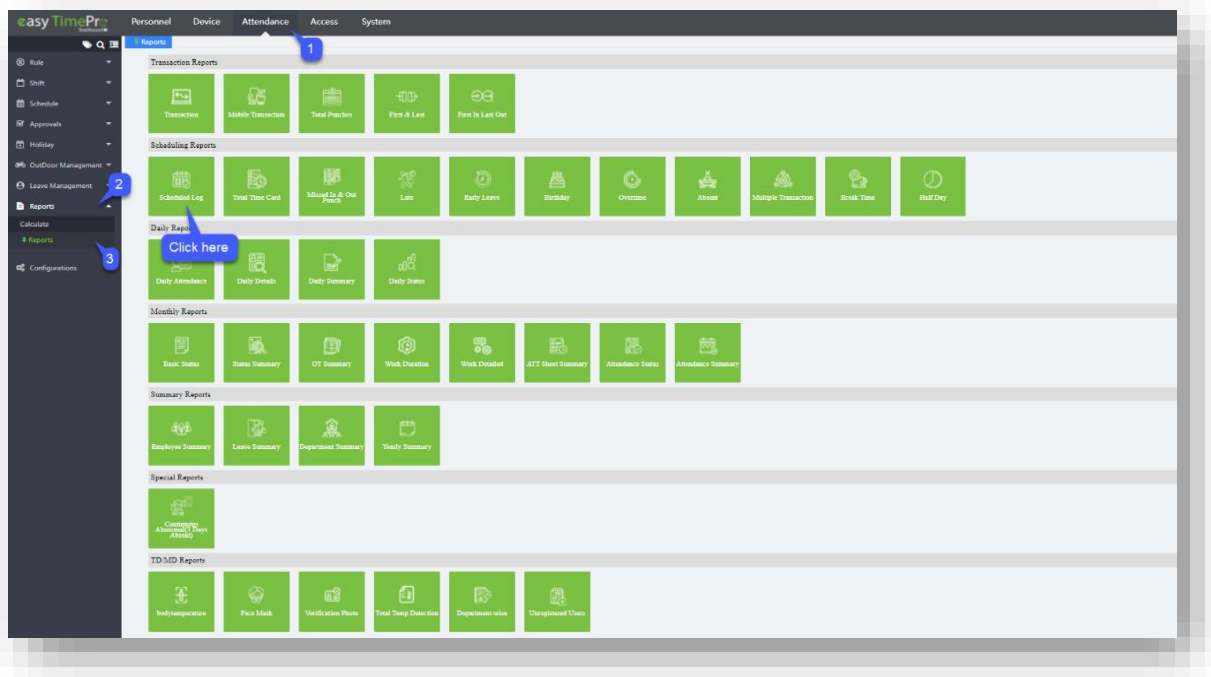 easy TimePro
Dashboard
Personnel Device Attendance Access System
1
Reports
Rule
Shift
Schedule
Approvals
Holiday
OutDoor Management
Leave Management
2
Reports
Calculate
Reports
3
Configurations
Transaction Reports
Transaction
Mobile Transaction
Total Punches
First & Last
First In Last Out
Scheduling Reports
Scheduled Log
Total Time Card
Missed In & Out
Punch
Late
Early Leave
Birthday
Overtime
Absent
Multiple Transaction
Break Time
Half Day
Click here
Daily Repo
Daily Attendance
Daily Details
Daily Summary
Daily Status
Monthly Reports
Basic Status
Status Summary
OT Summary
Work Duration
Work Detailed
ATT Sheet Summary
Attendance Status
Attendance Summary
Summary Reports
Employee Summary
Leave Summary
Department Summary
Yearly Summary
Special Reports
Continuous
Abnormal(3 Days
Absent)
TD/MD Reports
bodytemperature
Face Mask
Verification Photo
Total Temp Detection
Department-wise
Unregistered Users